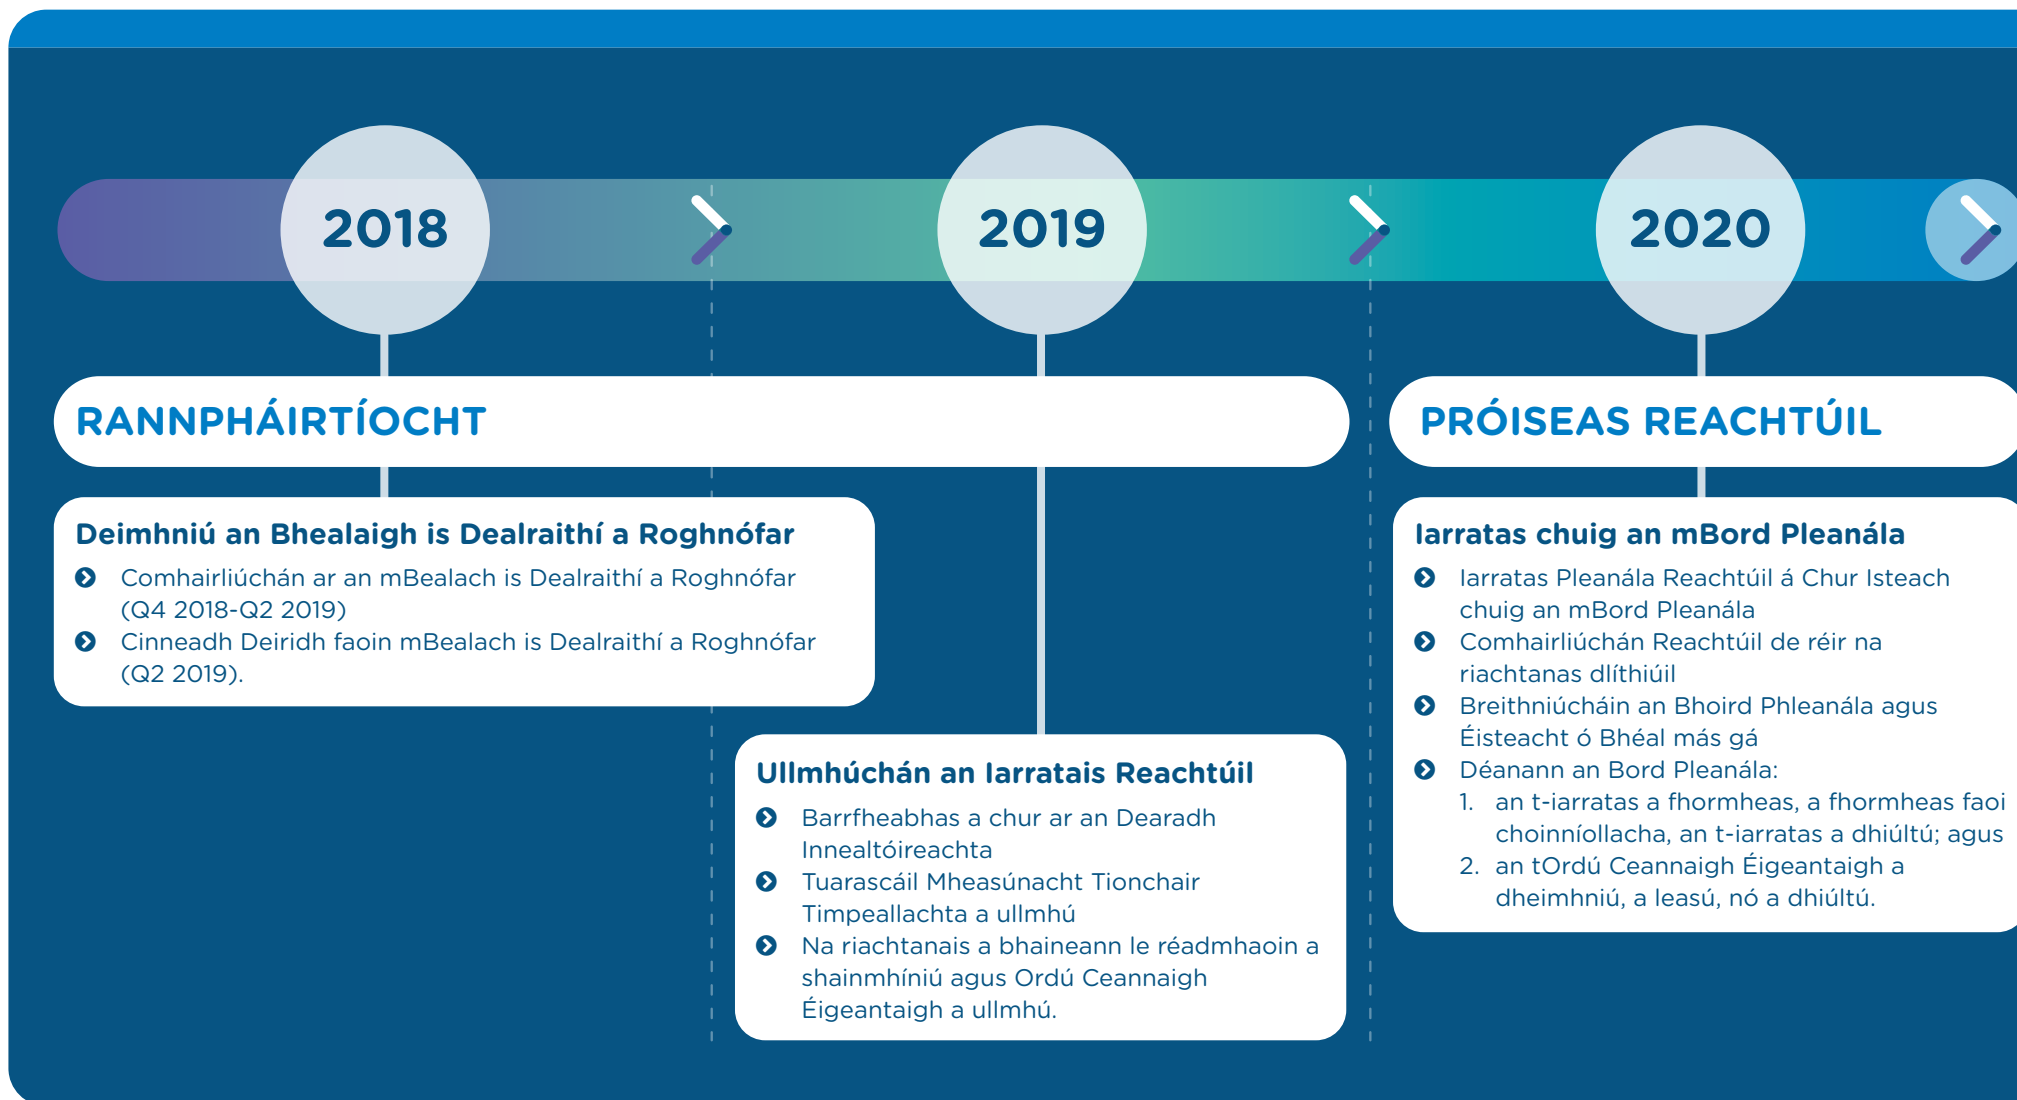 2018
2019
2020
RANNPHÁIRTÍOCHT
PRÓISEAS REACHTÚIL
Deimhniú an Bhealaigh is Dealraithí a Roghnófar
Comhairliúchán ar an mBealach is Dealraithí a Roghnófar
(Q4 2018-Q2 2019)
Cinneadh Deiridh faoin mBealach is Dealraithí a Roghnófar
(Q2 2019).
Ullmhúchán an Iarratais Reachtúil
Barrfheabhas a chur ar an Dearadh
Innealtóireachta
Tuarascáil Mheasúnacht Tionchair
Timpeallachta a ullmhú
Na riachtanais a bhaineann le réadmhaoin a
shainmhíniú agus Ordú Ceannaigh
Éigeantaigh a ullmhú.
Iarratas chuig an mBord Pleanála
Iarratas Pleanála Reachtúil á Chur Isteach
chuig an mBord Pleanála
Comhairliúchán Reachtúil de réir na
riachtanas dlíthiúil
Breithniúcháin an Bhoird Phleanála agus
Éisteacht ó Bhéal más gá
Déanann an Bord Pleanála:
1. an t-iarratas a fhormheas, a fhormheas faoi
choinníollacha, an t-iarratas a dhiúltú; agus
2. an tOrdú Ceannaigh Éigeantaigh a
dheimhniú, a leasú, nó a dhiúltú.